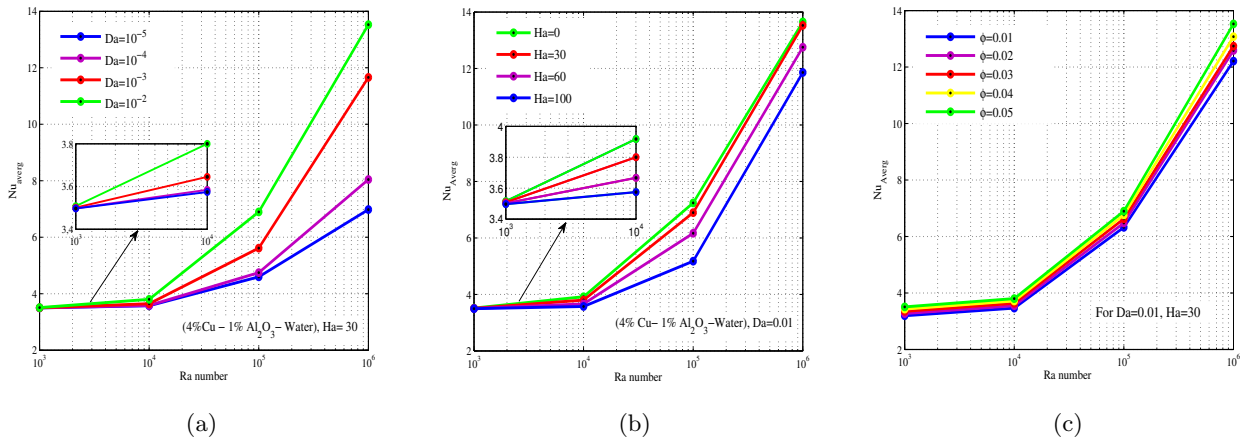 14
12
10
8
6
4
2
Nu_averg
Da=10^-5
Da=10^-4
Da=10^-3
Da=10^-2
3.8
3.6
3.4
10^3
10^4
(4%Cu − 1% Al_2O_3−Water), Ha= 30
10^3
10^4
10^5
10^6
Ra number
(a)
14
12
10
8
6
4
2
Nu_Averg
Ha=0
Ha=30
Ha=60
Ha=100
4
3.8
3.6
3.4
10^3
10^4
(4% Cu− 1% Al_2O_3−Water), Da=0.01
10^3
10^4
10^5
10^6
Ra number
(b)
14
12
10
8
6
4
2
Nu_Averg
ϕ=0.01
ϕ=0.02
ϕ=0.03
ϕ=0.04
ϕ=0.05
For Da=0.01, Ha=30
10^3
10^4
10^5
10^6
Ra number
(c)